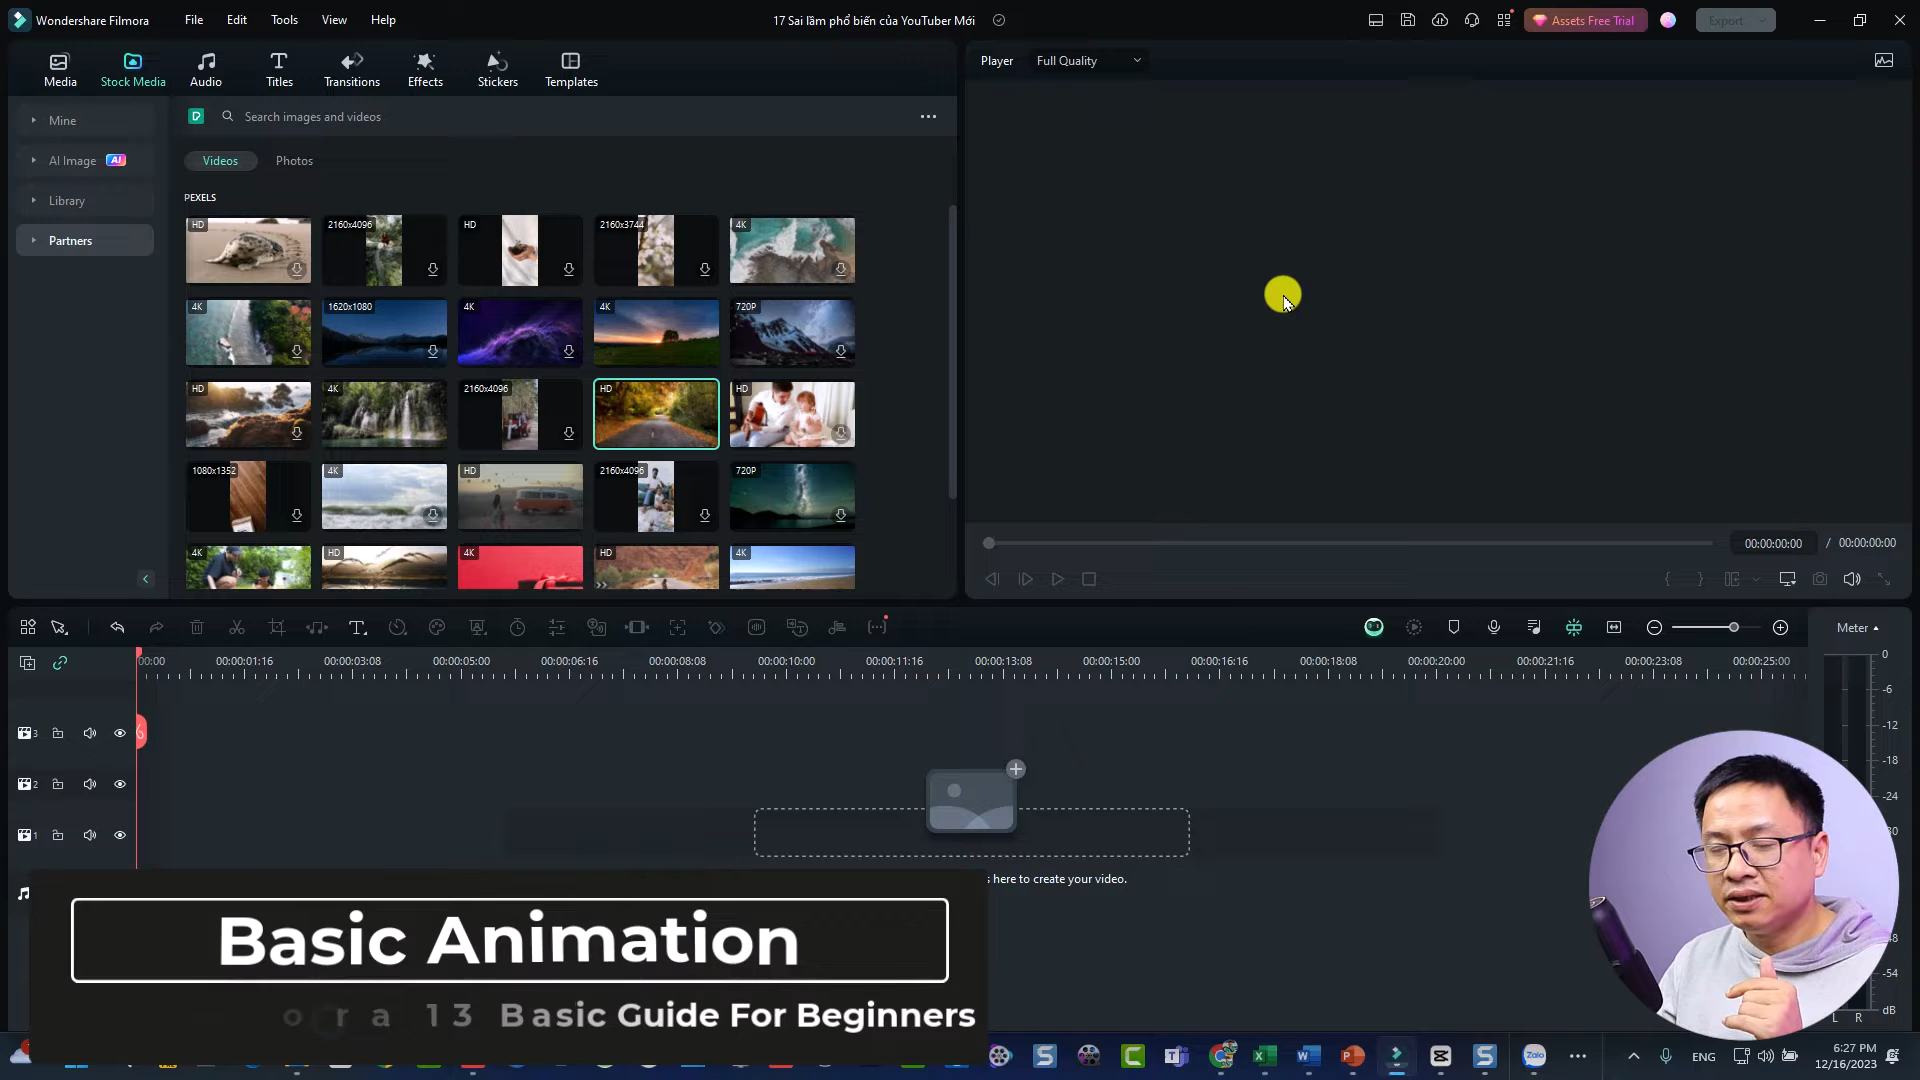 Wondershare Filmora File Edit Tools View Help
17 Sai lầm phổ biến của YouTuber Mới
Assets Free Trial
Export
Media Stock Media Audio Titles Transitions Effects Stickers Templates
Player Full Quality
Mine
AI Image AI
Library
Partners
Search images and videos
Videos Photos
PEXELS
HD 2160x4096 HD 2160x3744 4K
4K 1620x1080 4K 4K 720P
HD 4K 2160x4096 HD HD
1080x1352 4K HD 2160x4096 720P
4K HD 4K HD 4K
00:00:00:00 / 00:00:00:00
Meter
00:00 00:00:01:16 00:00:03:08 00:00:05:00 00:00:06:16 00:00:08:08 00:00:10:00 00:00:11:16 00:00:13:08 00:00:15:00 00:00:16:16 00:00:18:08 00:00:20:00 00:00:21:16 00:00:23:08 00:00:25:00
0
-6
-12
-18
-24
30
48
-54
dB
L R
3
2
1
here to create your video.
Basic Animation
ora 13 Basic Guide For Beginners
Zalo
ENG
6:27 PM
12/16/2023